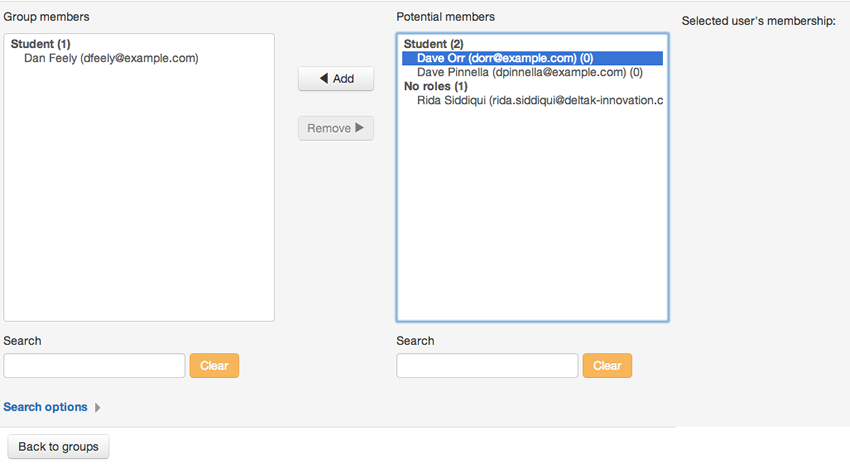 Group members
Potential members
Selected user's membership:
Student (1)
Dan Feely (dfeely@example.com)
Student (2)
Dave Orr (dorr@example.com) (0)
Dave Pinnella (dpinnella@example.com) (0)
No roles (1)
Rida Siddiqui (rida.siddiqui@deltak-innovation.c
Add
Remove
Search
Clear
Search
Clear
Search options
Back to groups